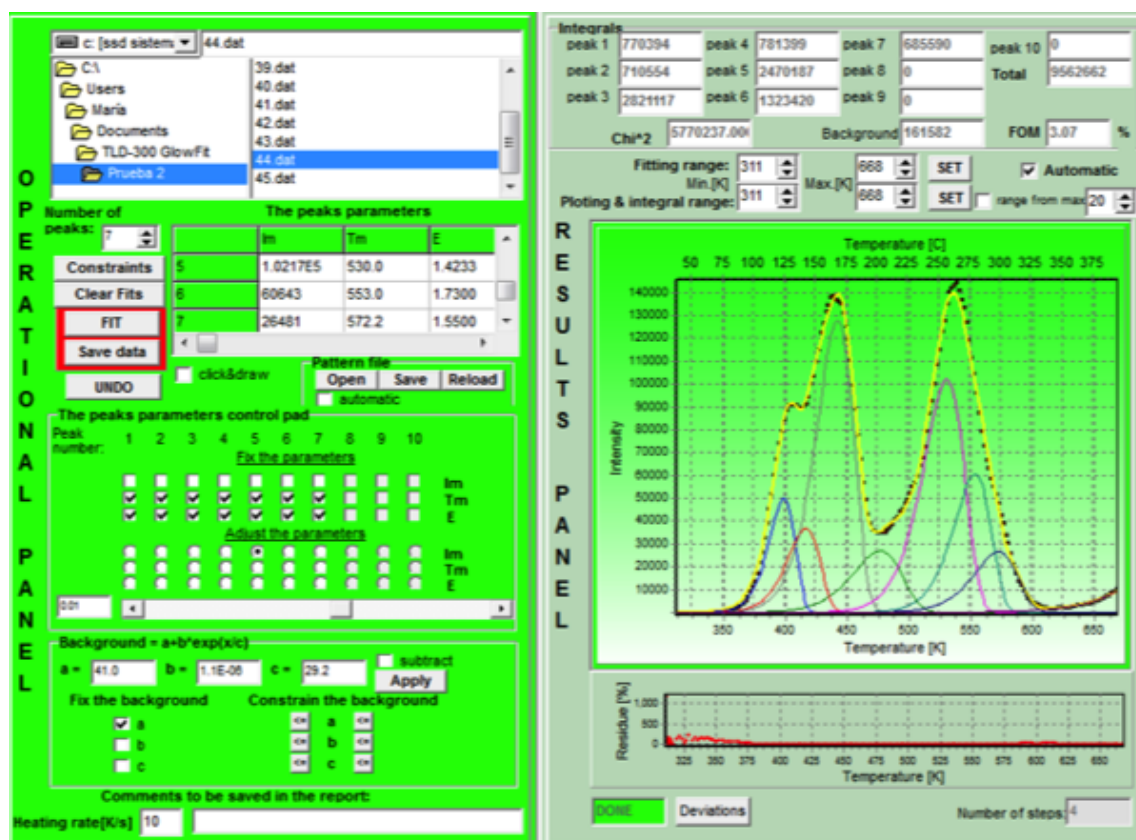 c: [ssd sistema
44.dat
C:\
Users
María
Documents
TLD-300 GlowFit
Prueba 2
39.dat
40.dat
41.dat
42.dat
43.dat
44.dat
45.dat
OPERATIONAL PANEL
Number of peaks: 7
The peaks parameters
Im Tm E
5 1.0217E5 530.0 1.4233
6 60643 553.0 1.7300
7 26481 572.2 1.5500
Constraints
Clear Fits
FIT
Save data
UNDO
click&draw
Pattern file
Open Save Reload
automatic
The peaks parameters control pad
Peak number: 1 2 3 4 5 6 7 8 9 10
Fix the parameters
Im
Tm
E
Adjust the parameters
Im
Tm
E
0.01
Background = a+b*exp(x/c)
a = 41.0 b = 1.1E-06 c = 29.2
subtract
Apply
Fix the background Constrain the background
a <= a <=
b <= b <=
c <= c <=
Comments to be saved in the report:
Heating rate[K/s] 10
RESULTS PANEL
Integrals
peak 1 770394 peak 4 781399 peak 7 685590 peak 10 0
peak 2 710554 peak 5 2470187 peak 8 0 Total 9562662
peak 3 2821117 peak 6 1323420 peak 9 0
Chi^2 5770237.00 Background 161582 FOM 3.07 %
Fitting range: 311 668 SET Automatic
Min.[K] Max.[K]
Ploting & integral range: 311 668 SET range from max 20
Temperature [C]
50 75 100 125 150 175 200 225 250 275 300 325 350 375
Intensity
140000
130000
120000
110000
100000
90000
80000
70000
60000
50000
40000
30000
20000
10000
350 400 450 500 550 600 650
Temperature [K]
Residue [%]
1,000
500
0
325 350 375 400 425 450 475 500 525 550 575 600 625 650
Temperature [K]
DONE Deviations Number of steps: 4